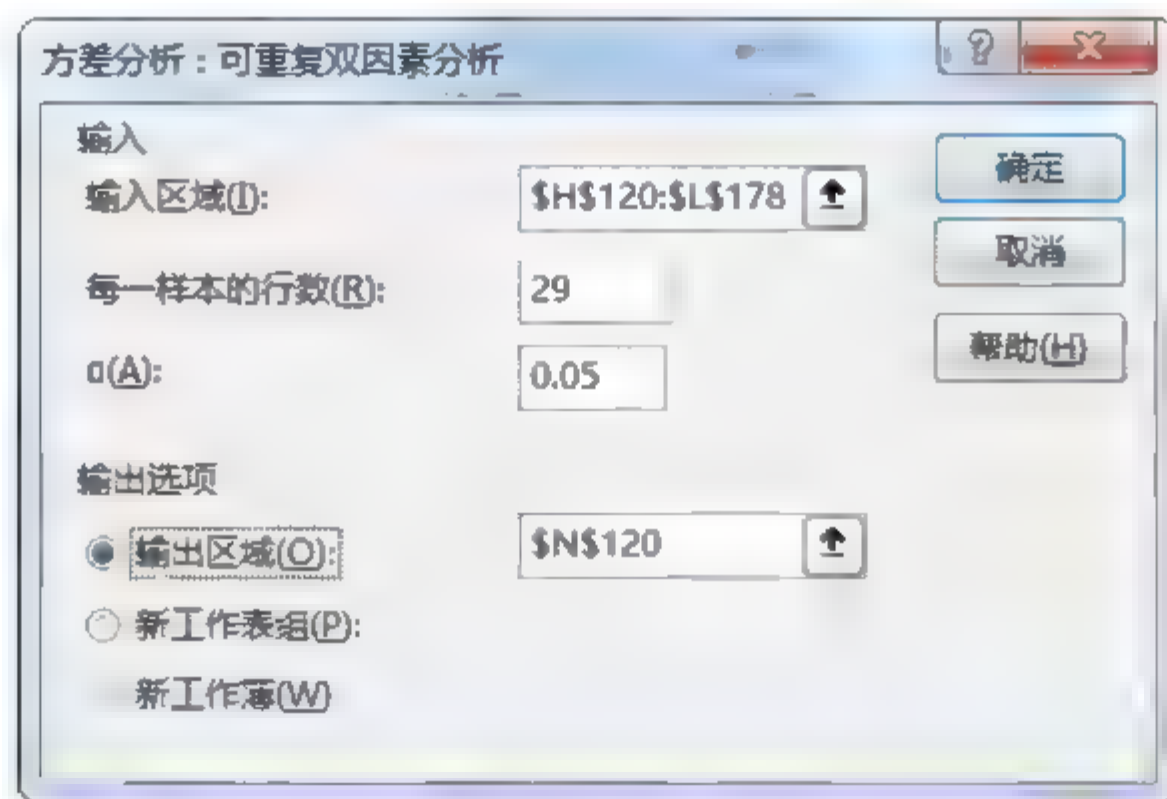 方差分析：可重复双因素分析
输入
输入区域(I):
$H$120:$L$178
每一样本的行数(R):
29
α(A):
0.05
输出选项
输出区域(O):
$N$120
新工作表组(P):
新工作薄(W)
确定
取消
帮助(H)